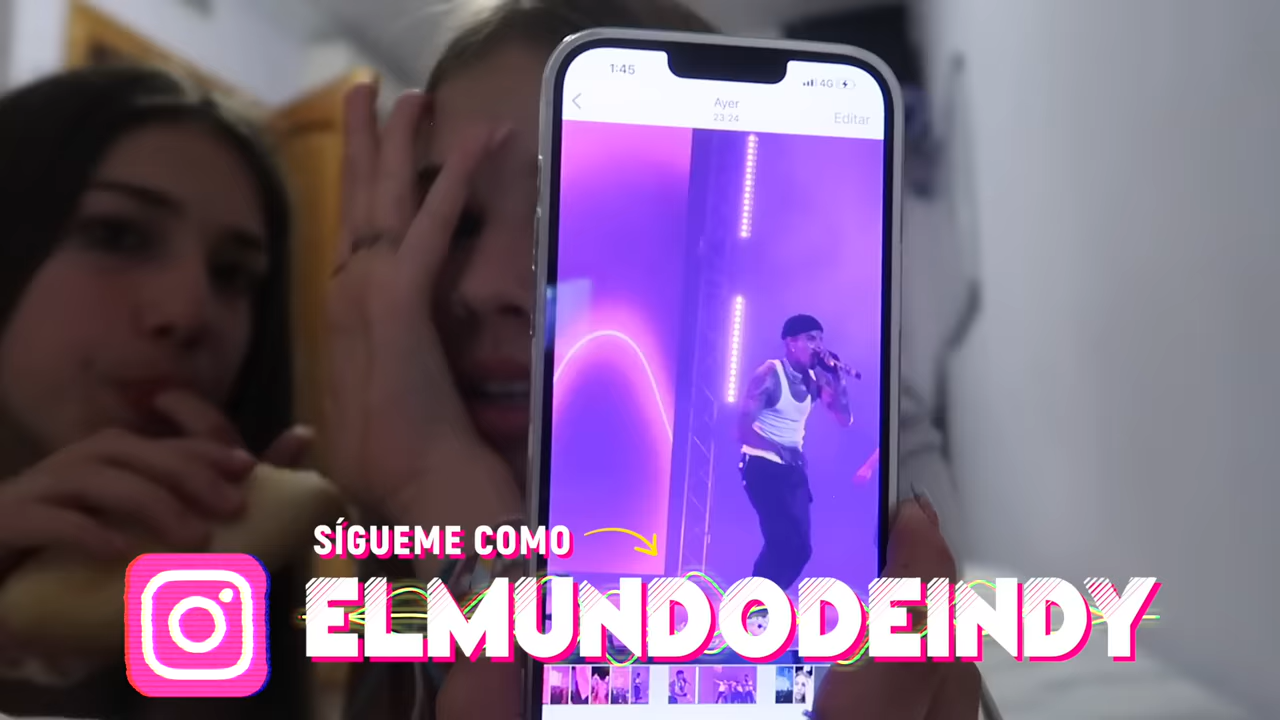 1:45
4G
Ayer
23:24
Editar
SÍGUEME COMO
ELMUNDODEINDY